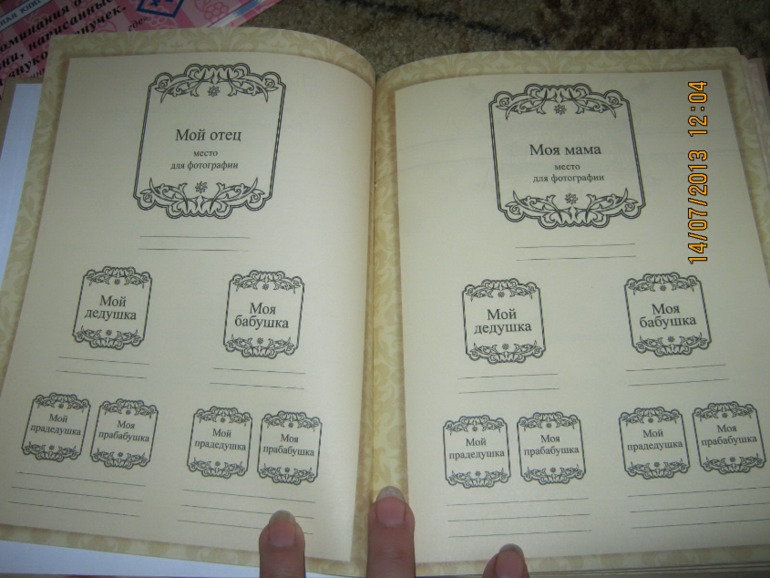 Мой отец
место
для фотографии
Мой
дедушка
Моя
бабушка
Мой
прадедушка
Моя
прабабушка
Мой
прадедушка
Моя
прабабушка
Моя мама
место
для фотографии
Мой
дедушка
Моя
бабушка
Мой
прадедушка
Моя
прабабушка
Мой
прадедушка
Моя
прабабушка
14/07/2013 12:04